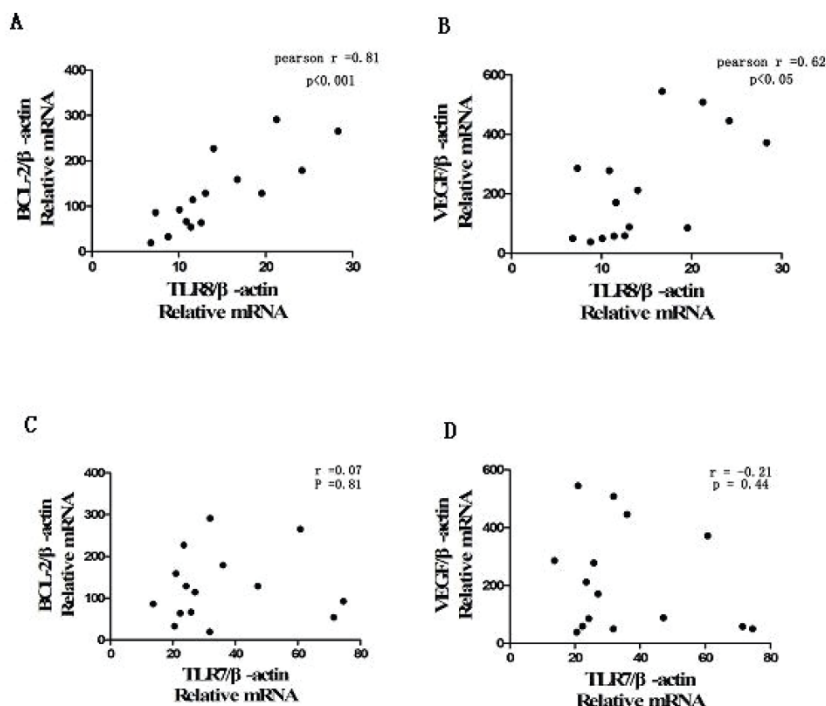 A
pearson r =0.81
p<0.001
BCL-2/β -actin
Relative mRNA
400
300
200
100
0
0
10
20
30
TLR8/β -actin
Relative mRNA
B
pearson r =0.62
p<0.05
VEGF/β -actin
Relative mRNA
600
400
200
0
0
10
20
30
TLR8/β -actin
Relative mRNA
C
r =0.07
P =0.81
BCL-2/β -actin
Relative mRNA
400
300
200
100
0
0
20
40
60
80
TLR7/β -actin
Relative mRNA
D
r = -0.21
p = 0.44
VEGF/β -actin
Relative mRNA
600
400
200
0
0
20
40
60
80
TLR7/β -actin
Relative mRNA